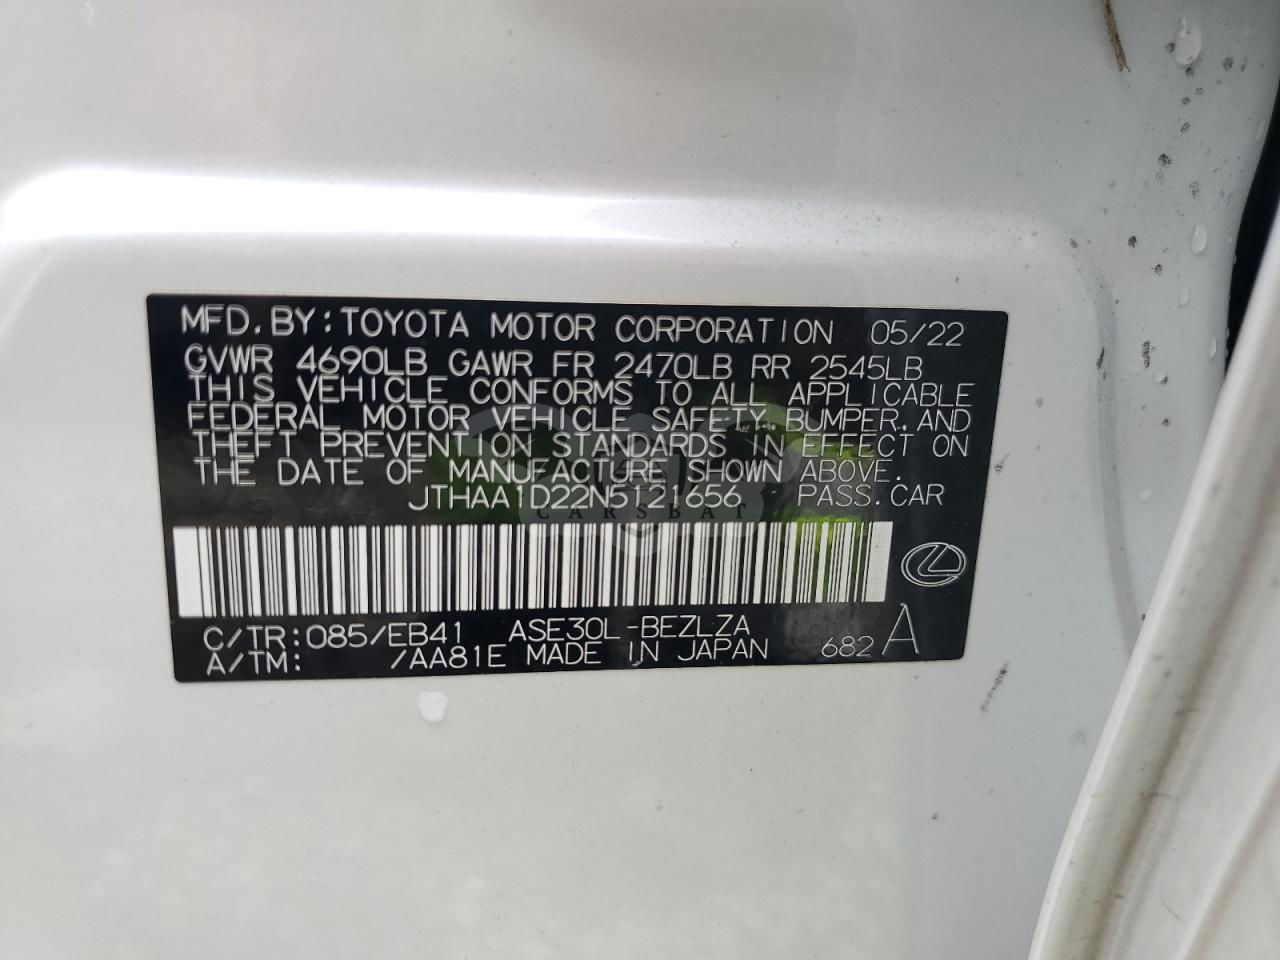 MFD. BY: TOYOTA MOTOR CORPORATION 05/22
GVWR 4690LB GAWR FR 2470LB RR 2545LB
THIS VEHICLE CONFORMS TO ALL APPLICABLE
FEDERAL MOTOR VEHICLE SAFETY, BUMPER, AND
THEFT PREVENTION STANDARDS IN EFFECT ON
THE DATE OF MANUFACTURE SHOWN ABOVE.
JTHAA1D22N5121656 PASS. CAR
CARSBAT
C/TR: 085/EB41 ASE30L-BEZLZA
A/TM: /AA81E MADE IN JAPAN 682 A